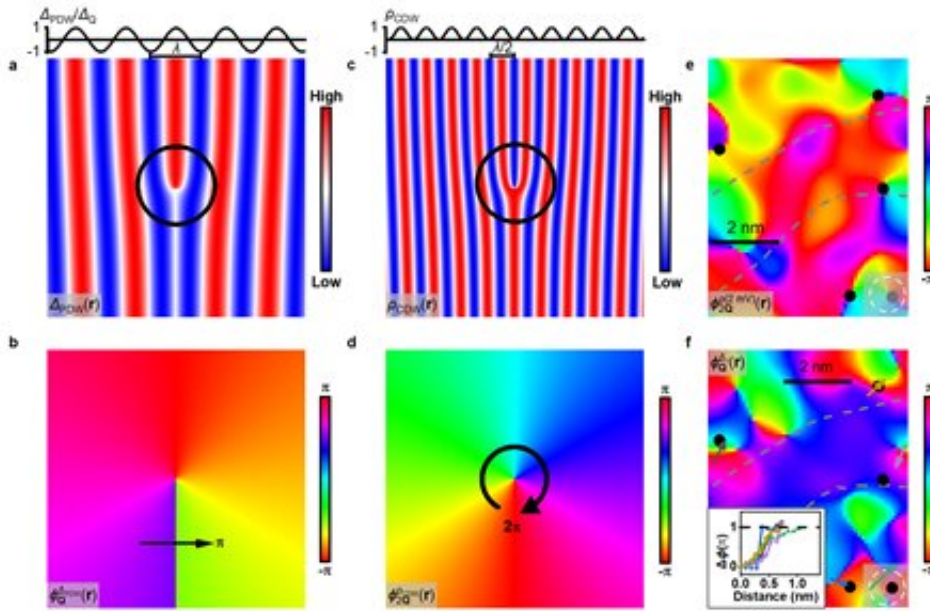 Δ_PDW/Δ_Q
1
-1
λ
a
High
Low
Δ_PDW(r)
ρ_CDW
1
-1
λ/2
c
High
Low
ρ_CDW(r)
e
2 nm
π
-π
b
π
π
-π
d
2π
π
-π
f
2 nm
π
-π
Δϕ(π)
1
0
0.0 0.5 1.0
Distance (nm)